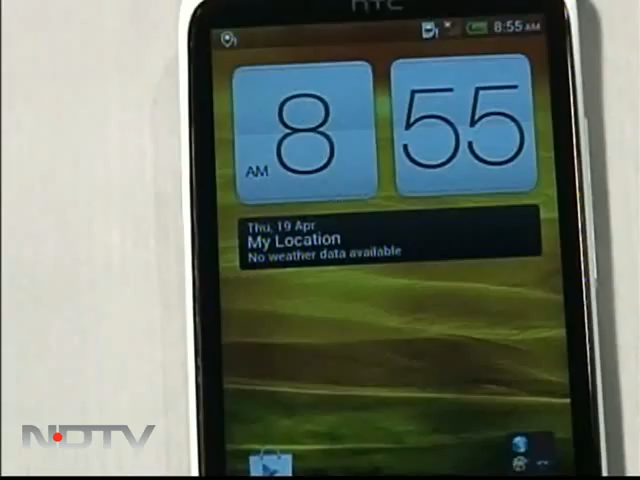 hTC
8:55 AM
8 55
AM
Thu, 19 Apr
My Location
No weather data available
NDTV